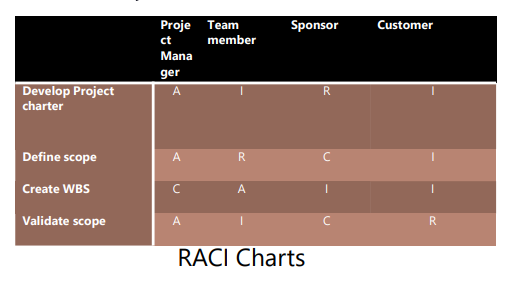 Project Manager Team member Sponsor Customer
Develop Project charter A I R I
Define scope A R C I
Create WBS C A I I
Validate scope A I C R
RACI Charts